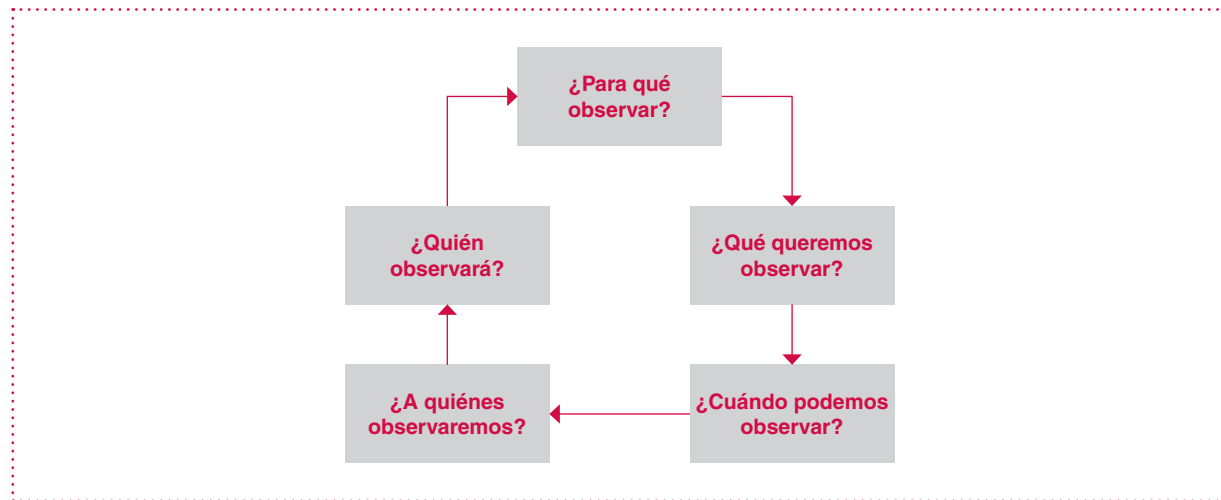 ¿Para qué
observar?
¿Quién
observará?
¿Qué queremos
observar?
¿A quiénes
observaremos?
¿Cuándo podemos
observar?